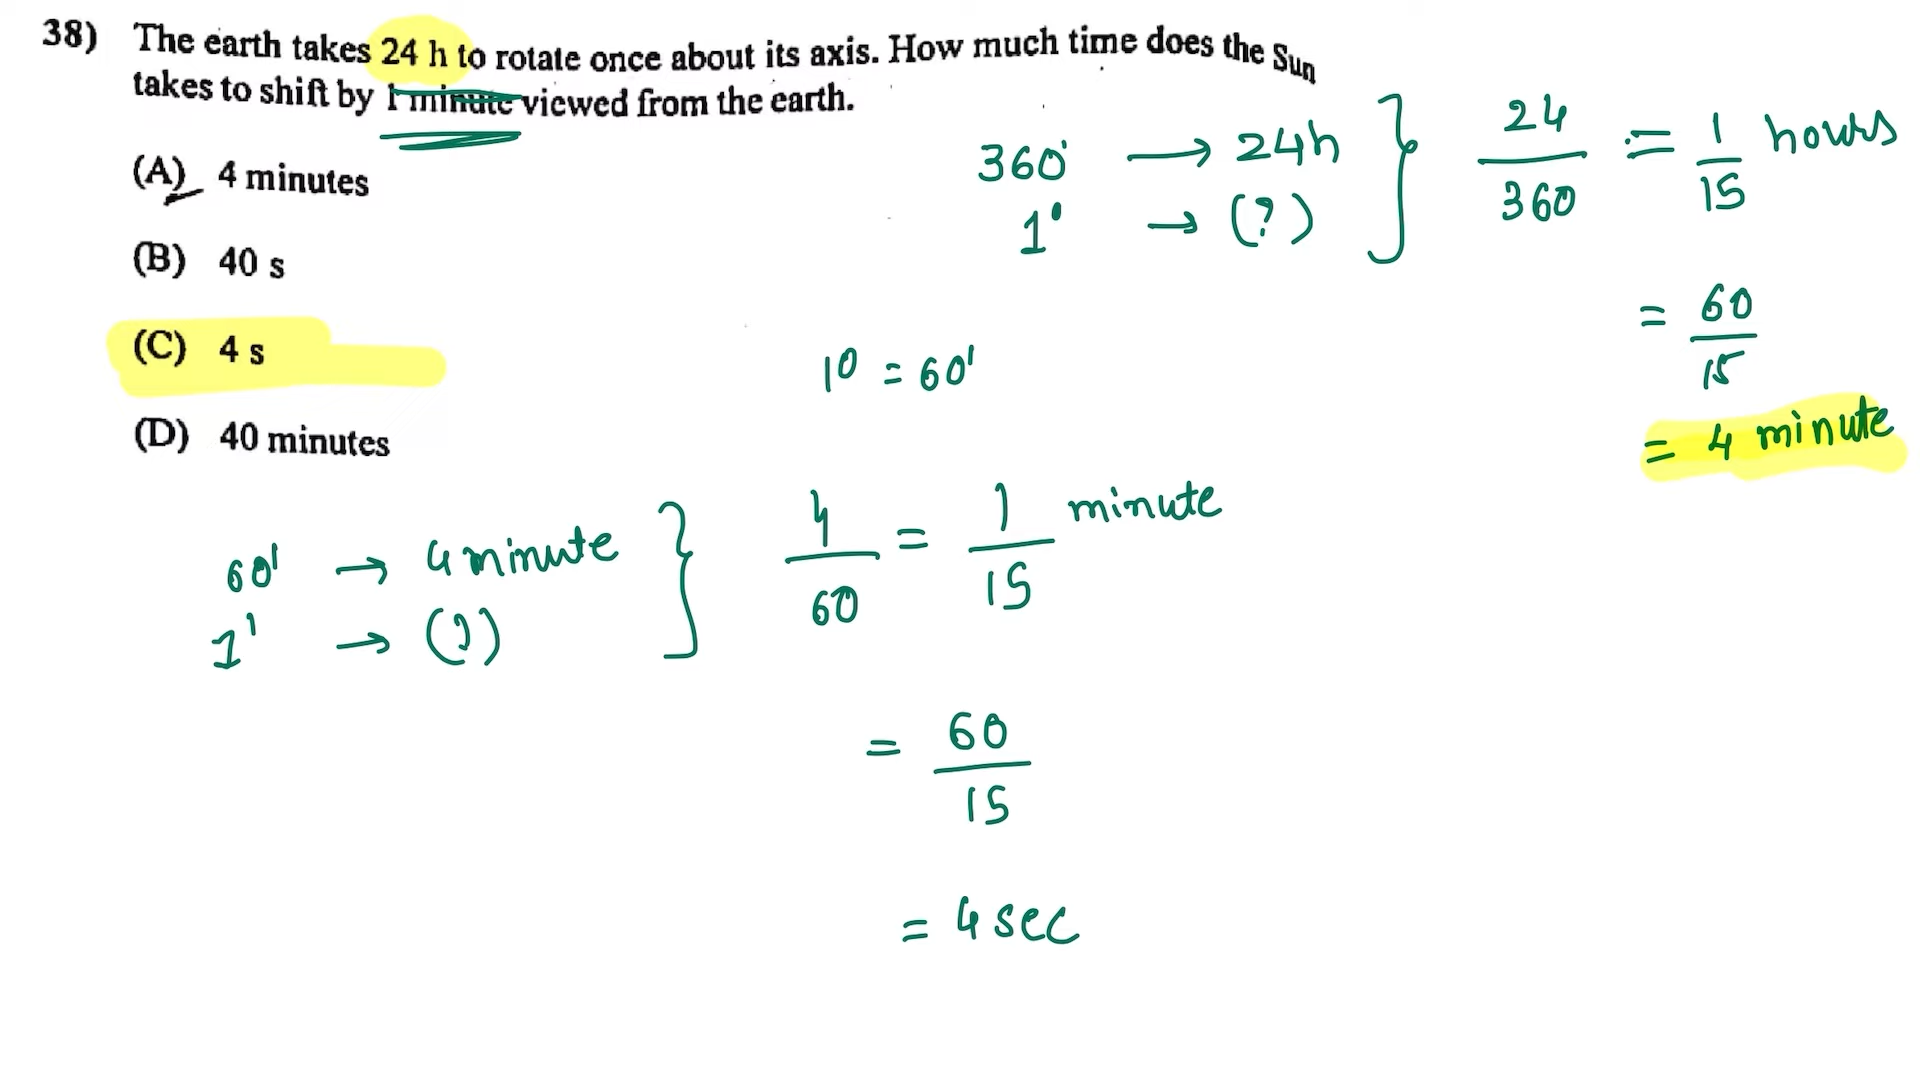 38) The earth takes 24 h to rotate once about its axis. How much time does the Sun
takes to shift by 1 minute viewed from the earth.
(A) 4 minutes
(B) 40 s
(C) 4 s
(D) 40 minutes
360° → 24h
1° → (?)
24/360 = 1/15 hours
= 60/15
= 4 minute
1° = 60'
60' → 4 minute
1' → (?)
4/60 = 1/15 minute
= 60/15
= 4 sec